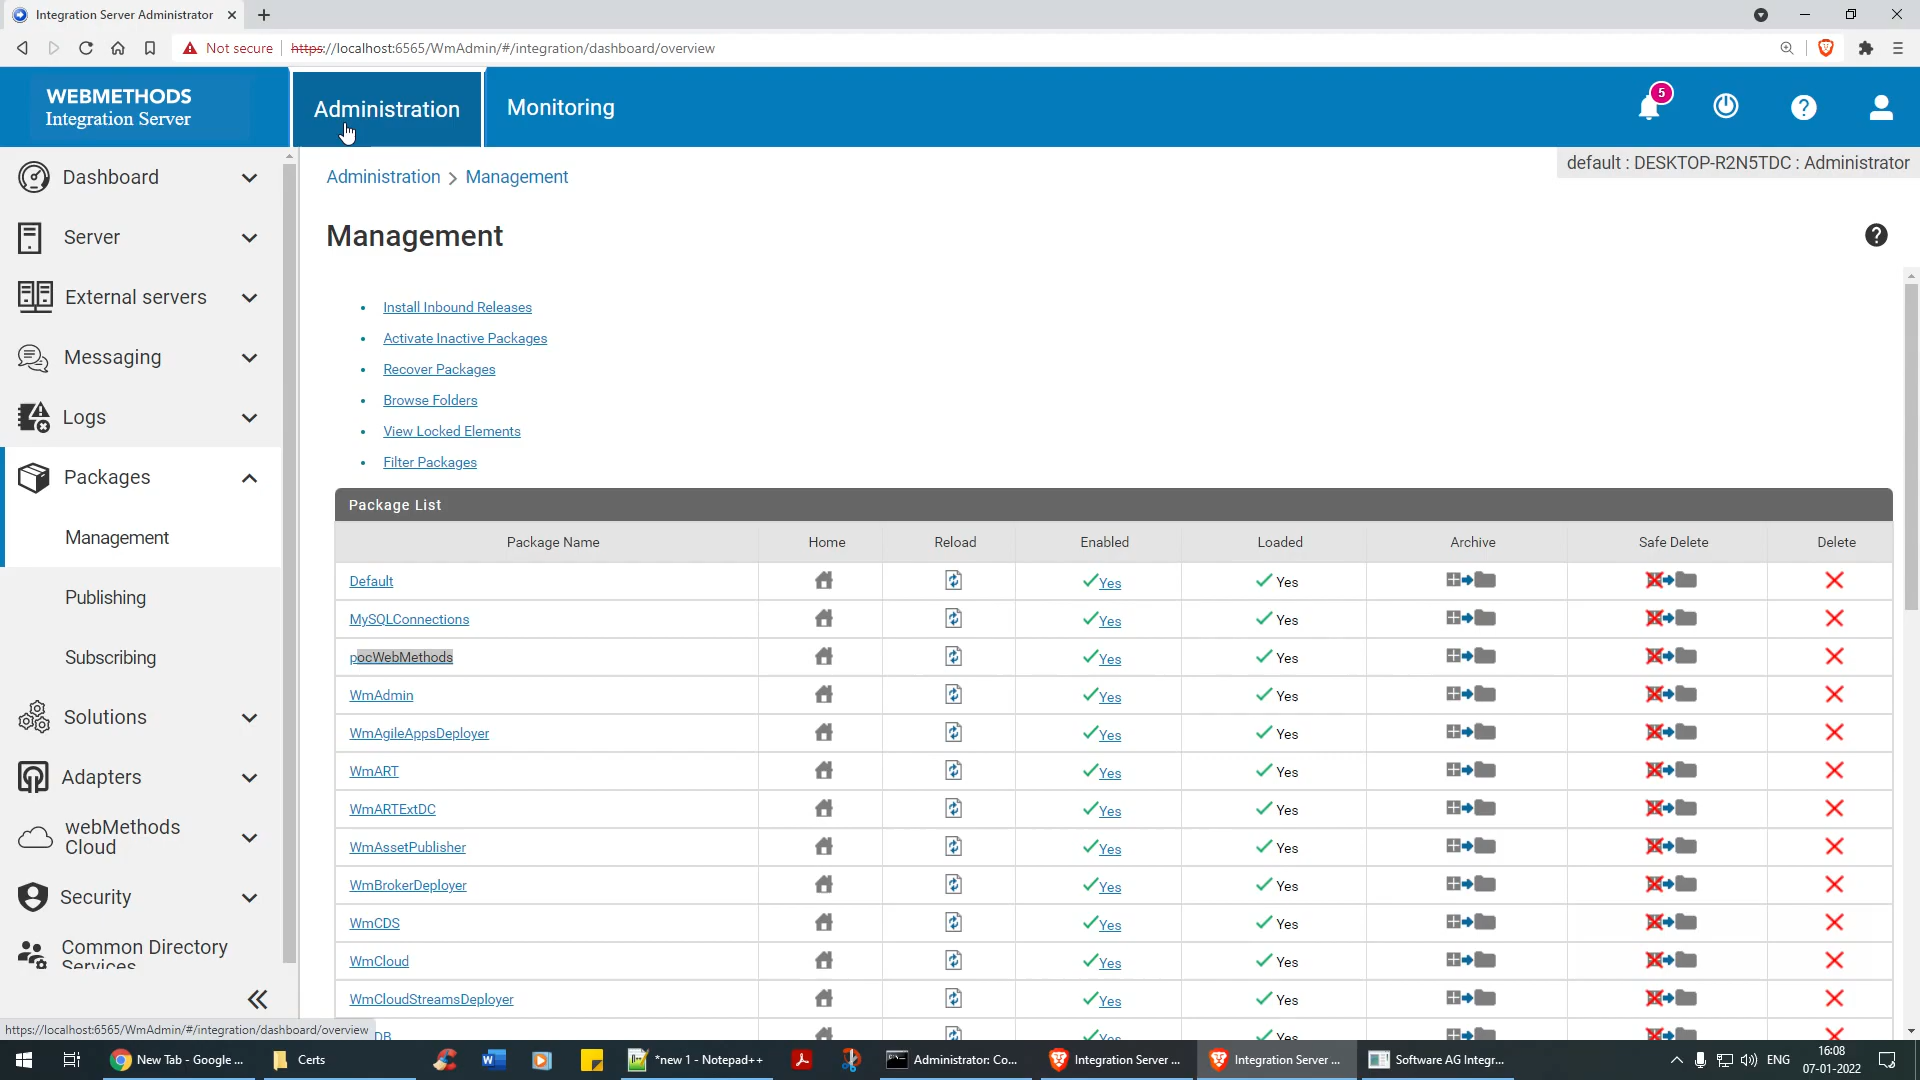 Integration Server Administrator
Not secure
https://localhost:6565/WmAdmin/#/integration/dashboard/overview
WEBMETHODS
Integration Server
Administration
Monitoring
5
default : DESKTOP-R2N5TDC : Administrator
Dashboard
Server
External servers
Messaging
Logs
Packages
Management
Publishing
Subscribing
Solutions
Adapters
webMethods
Cloud
Security
Common Directory
Services
Administration > Management
Management
Install Inbound Releases
Activate Inactive Packages
Recover Packages
Browse Folders
View Locked Elements
Filter Packages
Package List
Package Name Home Reload Enabled Loaded Archive Safe Delete Delete
Default Yes Yes
MySQLConnections Yes Yes
pocWebMethods Yes Yes
WmAdmin Yes Yes
WmAgileAppsDeployer Yes Yes
WmART Yes Yes
WmARTExtDC Yes Yes
WmAssetPublisher Yes Yes
WmBrokerDeployer Yes Yes
WmCDS Yes Yes
WmCloud Yes Yes
WmCloudStreamsDeployer Yes Yes
DB Yes Yes
https://localhost:6565/WmAdmin/#/integration/dashboard/overview
New Tab - Google ...
Certs
*new 1 - Notepad++
Administrator: Co...
Integration Server ...
Integration Server ...
Software AG Integr...
ENG
16:08
07-01-2022